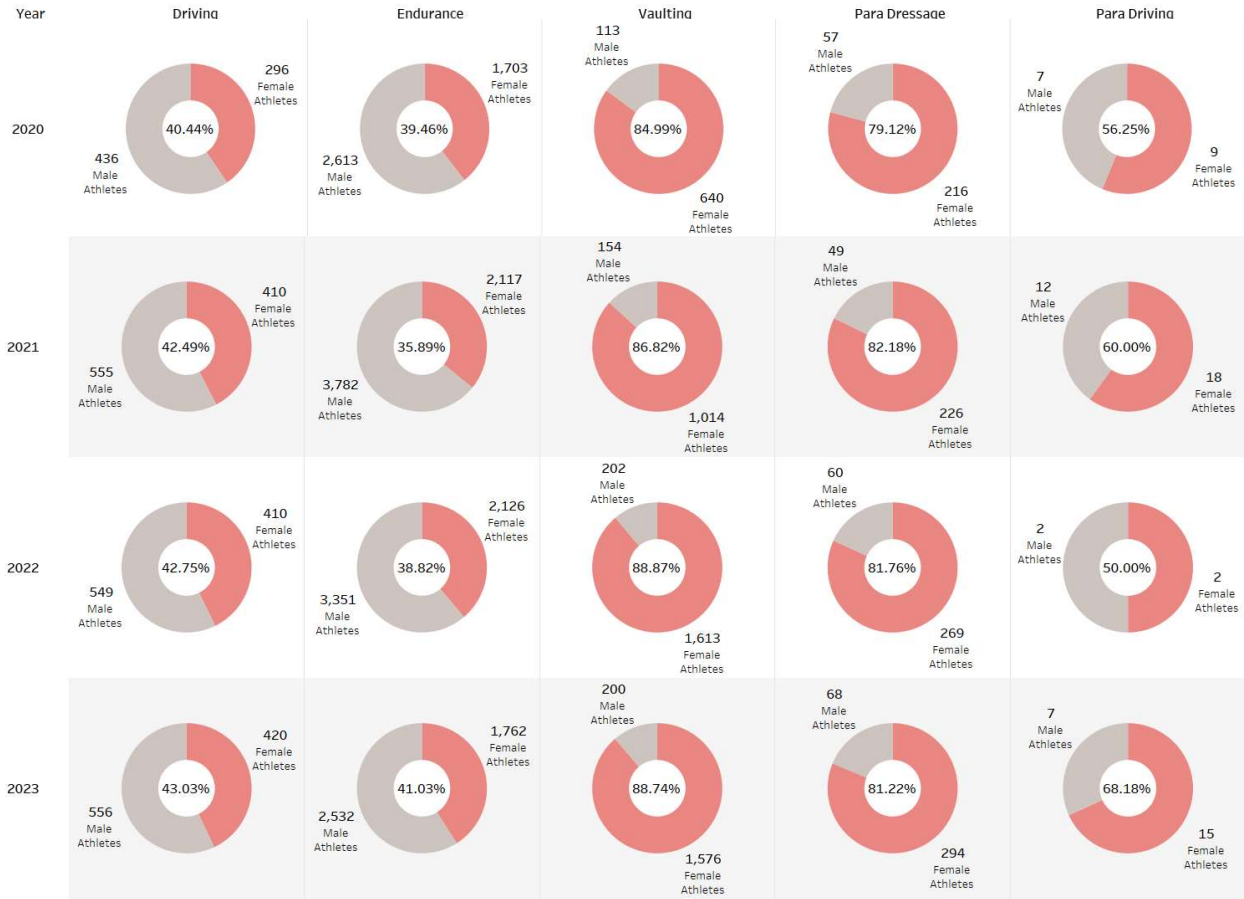 Year Driving Endurance Vaulting Para Dressage Para Driving
2020
296
Female
Athletes
40.44%
436
Male
Athletes
1,703
Female
Athletes
39.46%
2,613
Male
Athletes
113
Male
Athletes
84.99%
640
Female
Athletes
57
Male
Athletes
79.12%
216
Female
Athletes
7
Male
Athletes
56.25%
9
Female
Athletes
2021
410
Female
Athletes
42.49%
555
Male
Athletes
2,117
Female
Athletes
35.89%
3,782
Male
Athletes
154
Male
Athletes
86.82%
1,014
Female
Athletes
49
Male
Athletes
82.18%
226
Female
Athletes
12
Male
Athletes
60.00%
18
Female
Athletes
2022
410
Female
Athletes
42.75%
549
Male
Athletes
2,126
Female
Athletes
38.82%
3,351
Male
Athletes
202
Male
Athletes
88.87%
1,613
Female
Athletes
60
Male
Athletes
81.76%
269
Female
Athletes
2
Male
Athletes
50.00%
2
Female
Athletes
2023
420
Female
Athletes
43.03%
556
Male
Athletes
1,762
Female
Athletes
41.03%
2,532
Male
Athletes
200
Male
Athletes
88.74%
1,576
Female
Athletes
68
Male
Athletes
81.22%
294
Female
Athletes
7
Male
Athletes
68.18%
15
Female
Athletes